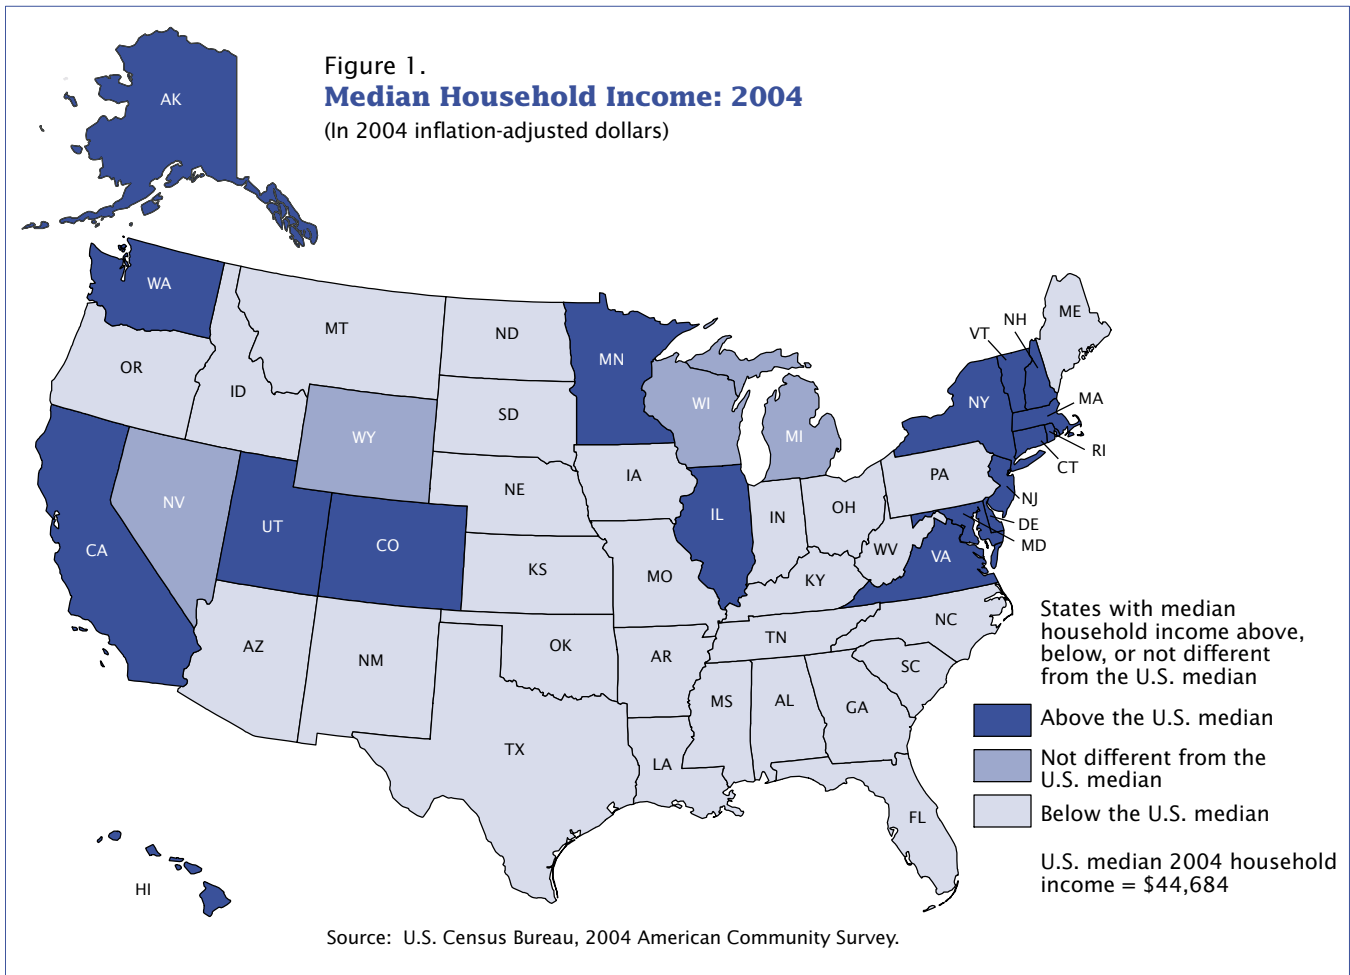 Figure 1.
Median Household Income: 2004
(In 2004 inflation-adjusted dollars)
AK
WA
MT
ND
MN
OR
ID
SD
WI
MI
WY
NY
VT
NH
ME
MA
RI
CT
NV
UT
CO
CA
NE
IA
IL
IN
OH
PA
NJ
DE
MD
WV
VA
KS
MO
KY
AZ
NM
OK
AR
TN
NC
SC
MS
AL
GA
TX
LA
FL
HI
States with median
household income above,
below, or not different
from the U.S. median
Above the U.S. median
Not different from the
U.S. median
Below the U.S. median
U.S. median 2004 household
income = $44,684
Source: U.S. Census Bureau, 2004 American Community Survey.